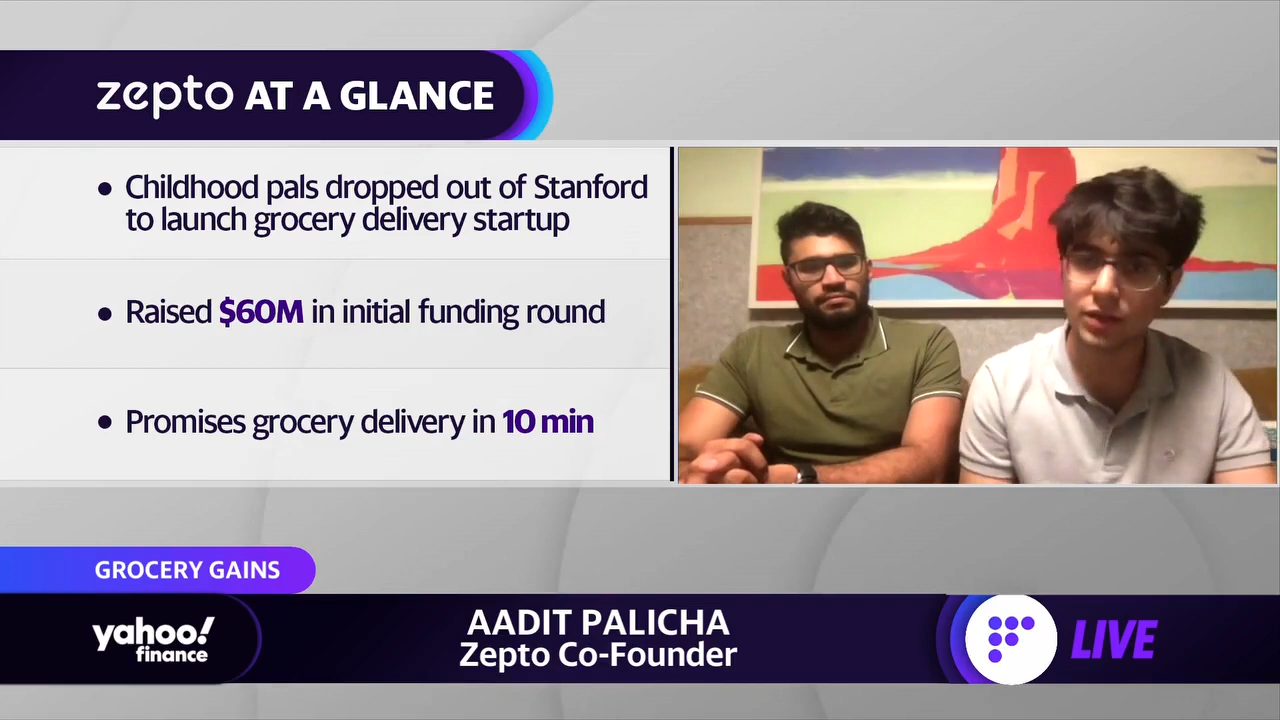 zepto AT A GLANCE
• Childhood pals dropped out of Stanford
to launch grocery delivery startup
• Raised $60M in initial funding round
• Promises grocery delivery in 10 min
GROCERY GAINS
yahoo!
finance
AADIT PALICHA
Zepto Co-Founder
LIVE